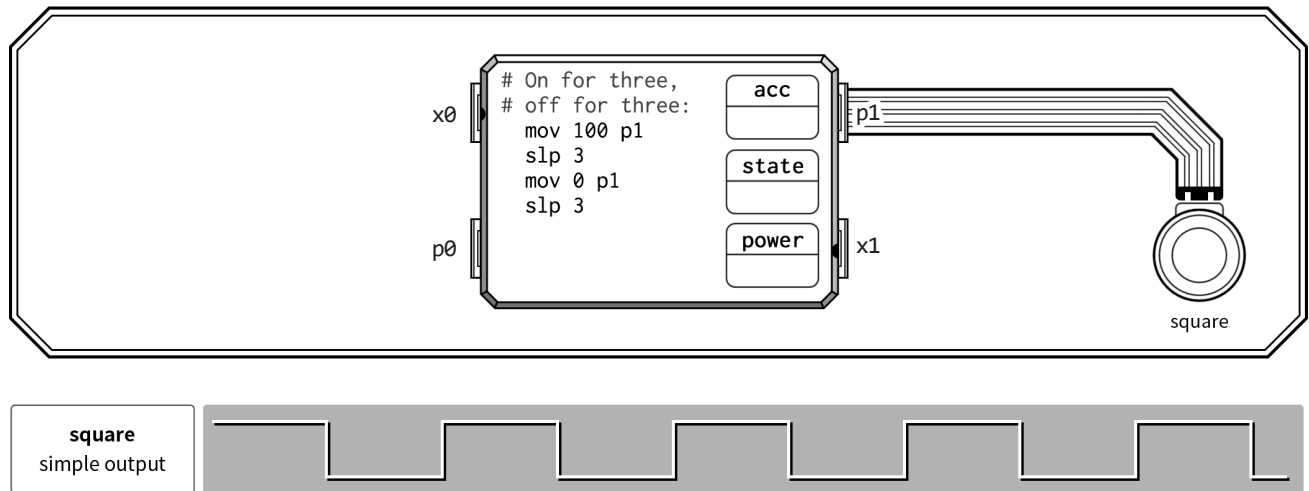 x0
p0
# On for three,
# off for three:
mov 100 p1
slp 3
mov 0 p1
slp 3
acc
state
power
p1
x1
square
square
simple output